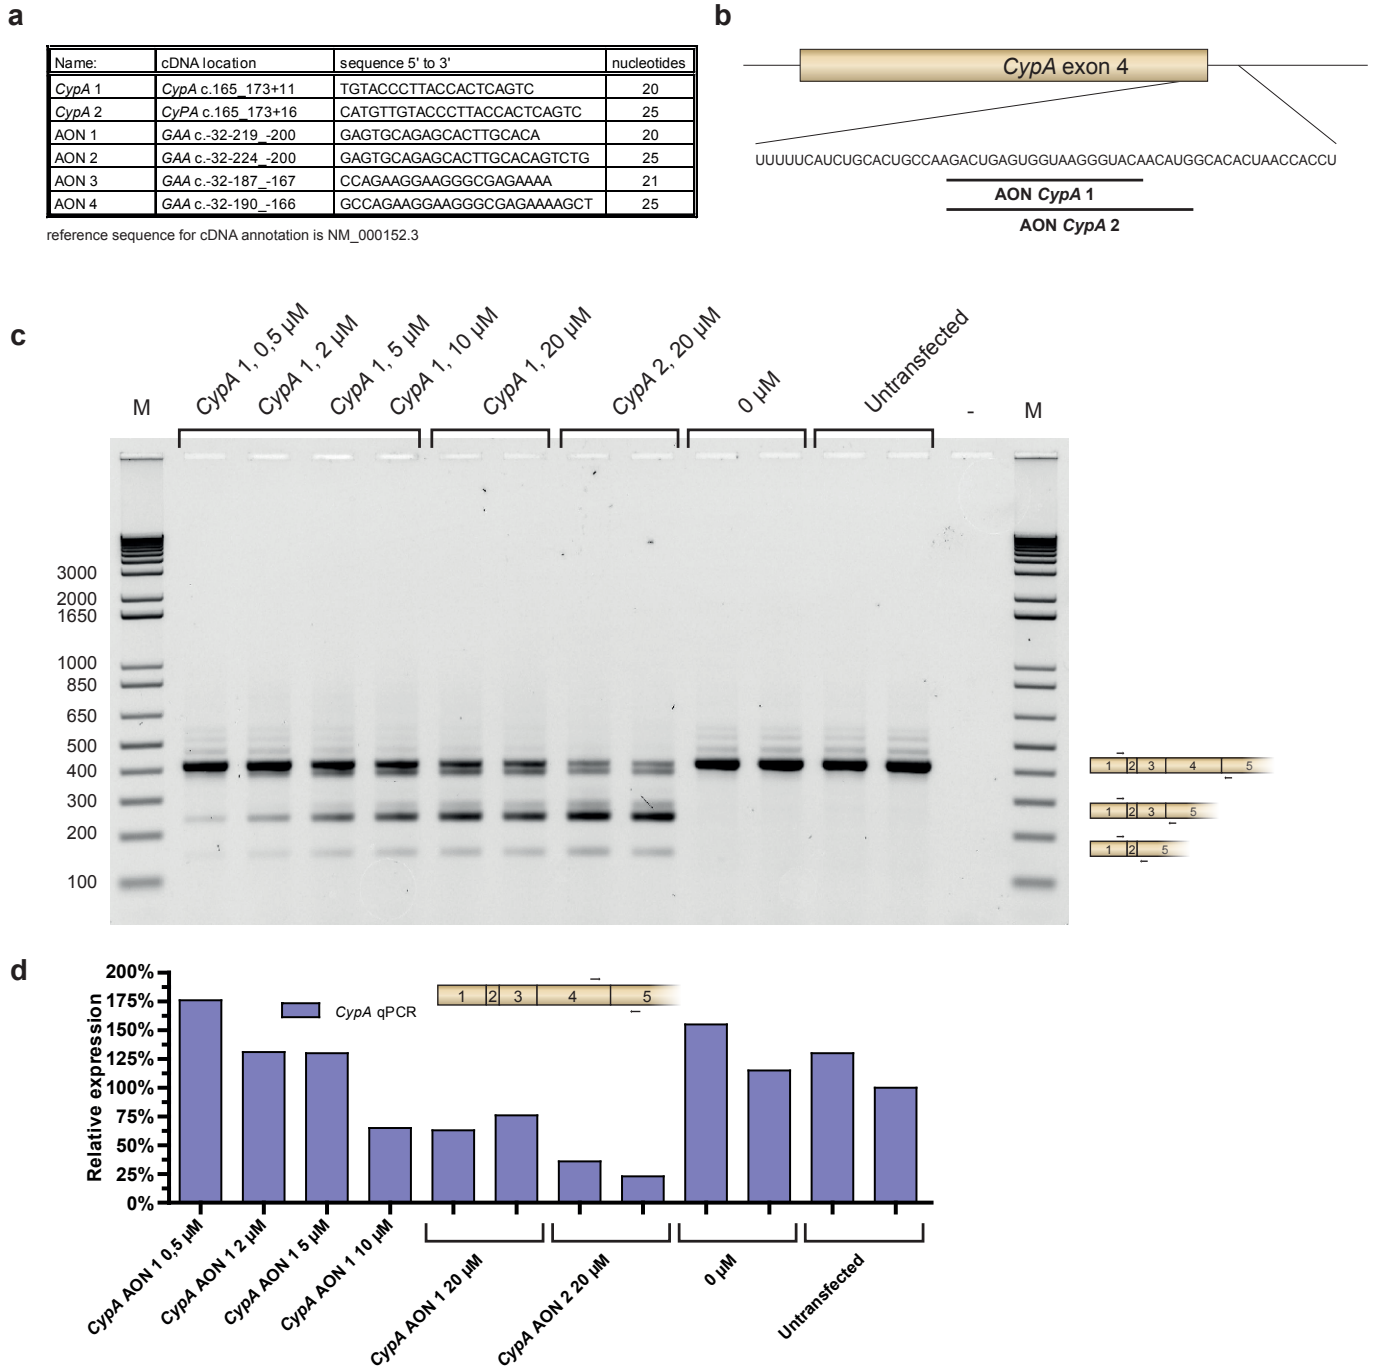 a
Name: cDNA location sequence 5' to 3' nucleotides
CypA 1 CypA c.165_173+11 TGTACCCTTACCACTCAGTC 20
CypA 2 CyPA c.165_173+16 CATGTTGTACCCTTACCACTCAGTC 25
AON 1 GAA c.-32-219_-200 GAGTGCAGAGCACTTGCACA 20
AON 2 GAA c.-32-224_-200 GAGTGCAGAGCACTTGCACAGTCTG 25
AON 3 GAA c.-32-187_-167 CCAGAAGGAAGGGCGAGAAAA 21
AON 4 GAA c.-32-190_-166 GCCAGAAGGAAGGGCGAGAAAAGCT 25
reference sequence for cDNA annotation is NM_000152.3
b
CypA exon 4
UUUUUCAUCUGCACUGCCAAGACUGAGUGGUAAGGGUACAACAUGGCACACUAACCACCU
AON CypA 1
AON CypA 2
c
M
CypA 1, 0,5 µM
CypA 1, 2 µM
CypA 1, 5 µM
CypA 1, 10 µM
CypA 1, 20 µM
CypA 2, 20 µM
0 µM
Untransfected
-
M
3000
2000
1650
1000
850
650
500
400
300
200
100
1 2 3 4 5
1 2 3 5
1 2 5
d
Relative expression
200%
175%
150%
125%
100%
75%
50%
25%
0%
CypA qPCR
1 2 3 4 5
CypA AON 1 0,5 µM
CypA AON 1 2 µM
CypA AON 1 5 µM
CypA AON 1 10 µM
CypA AON 1 20 µM
CypA AON 2 20 µM
0 µM
Untransfected